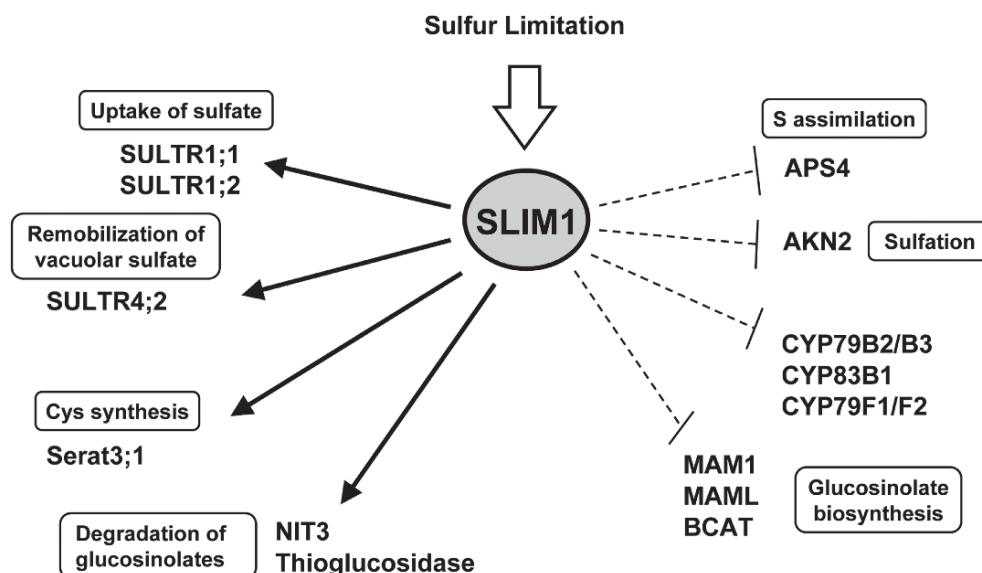 Sulfur Limitation
Uptake of sulfate
SULTR1;1
SULTR1;2
Remobilization of
vacuolar sulfate
SULTR4;2
Cys synthesis
Serat3;1
Degradation of
glucosinolates
NIT3
Thioglucosidase
SLIM1
S assimilation
APS4
AKN2
Sulfation
CYP79B2/B3
CYP83B1
CYP79F1/F2
MAM1
MAML
BCAT
Glucosinolate
biosynthesis